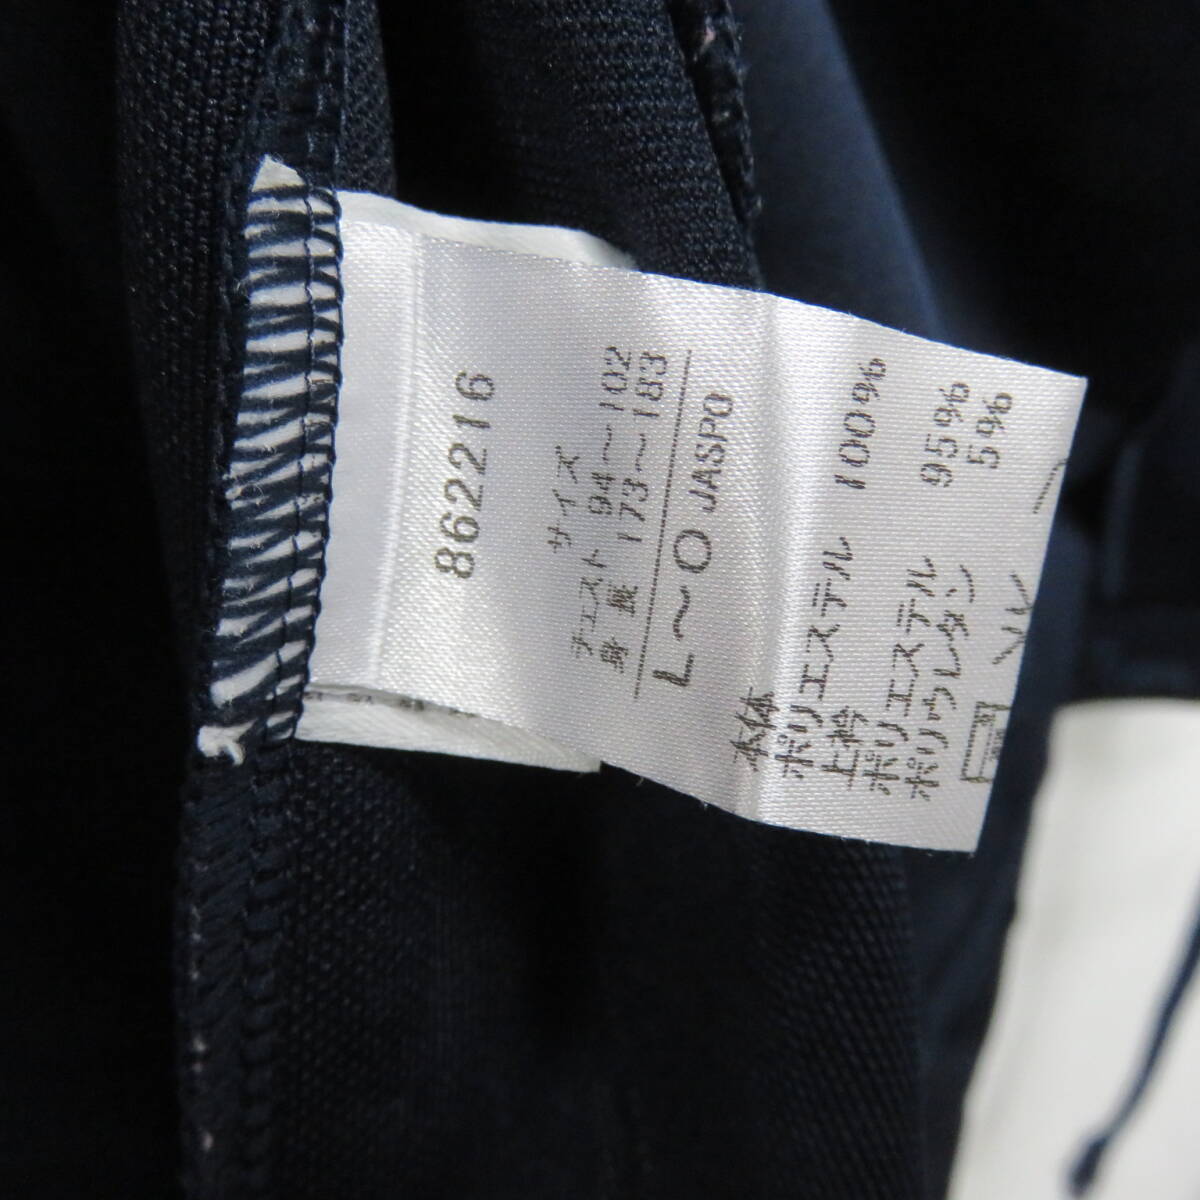 862216
サイズ
チェスト 94～102
身長 173～183
L～O JASPO
本体
ポリエステル 100%
上衿
ポリエステル 95%
ポリウレタン 5%